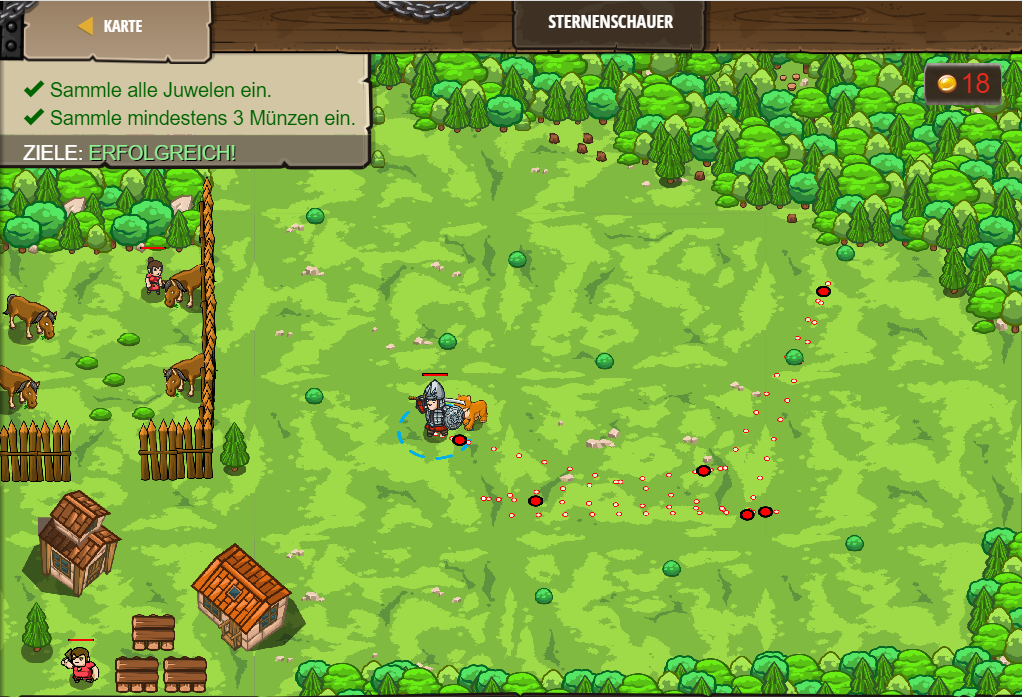 KARTE
STERNENSCHAUER
18
Sammle alle Juwelen ein.
Sammle mindestens 3 Münzen ein.
ZIELE: ERFOLGREICH!